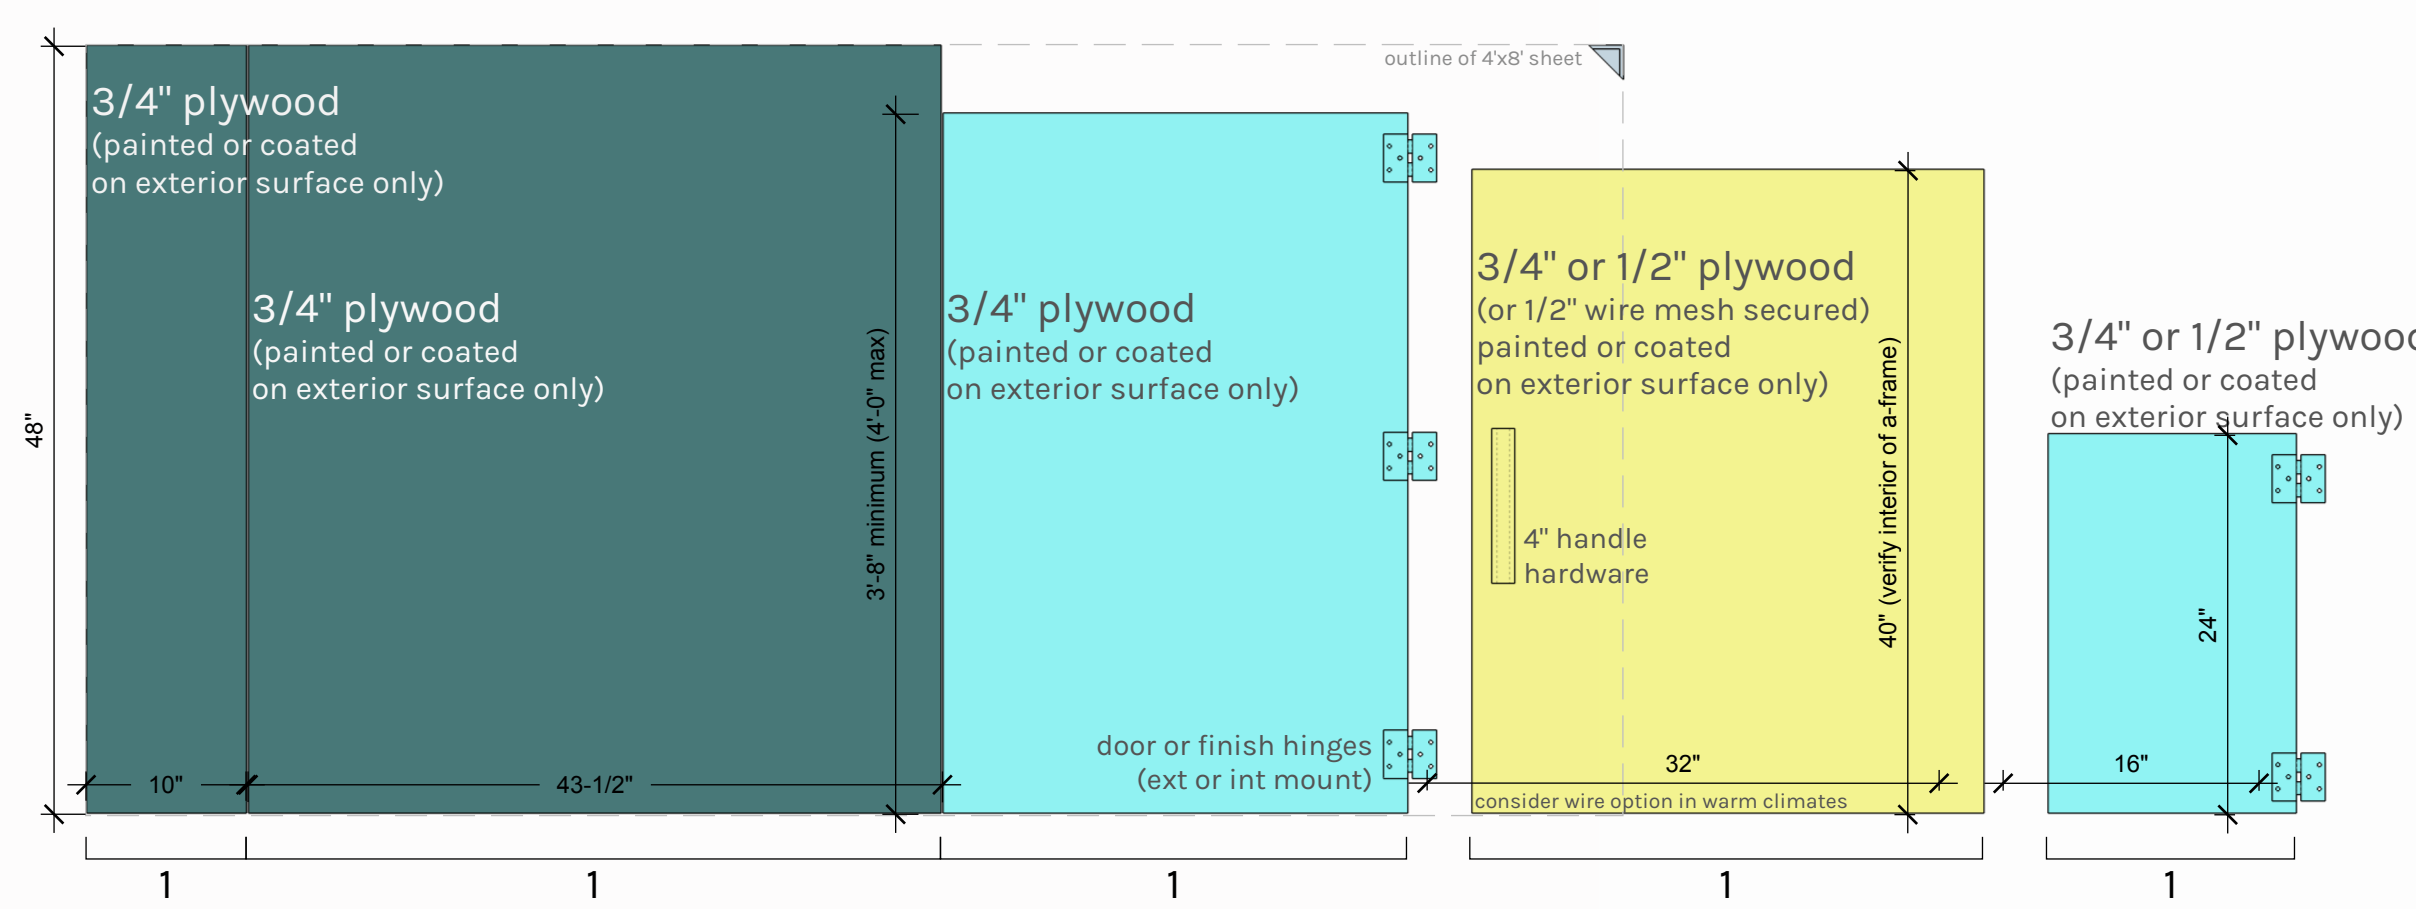 outline of 4'x8' sheet
3/4" plywood
(painted or coated
on exterior surface only)
3/4" plywood
(painted or coated
on exterior surface only)
48"
10"
43-1/2"
3'-8" minimum (4'-0" max)
3/4" plywood
(painted or coated
on exterior surface only)
door or finish hinges
(ext or int mount)
3/4" or 1/2" plywood
(or 1/2" wire mesh secured)
painted or coated
on exterior surface only)
4" handle
hardware
40" (verify interior of a-frame)
32"
consider wire option in warm climates
3/4" or 1/2" plywoo
(painted or coated
on exterior surface only)
24"
16"
1
1
1
1
1